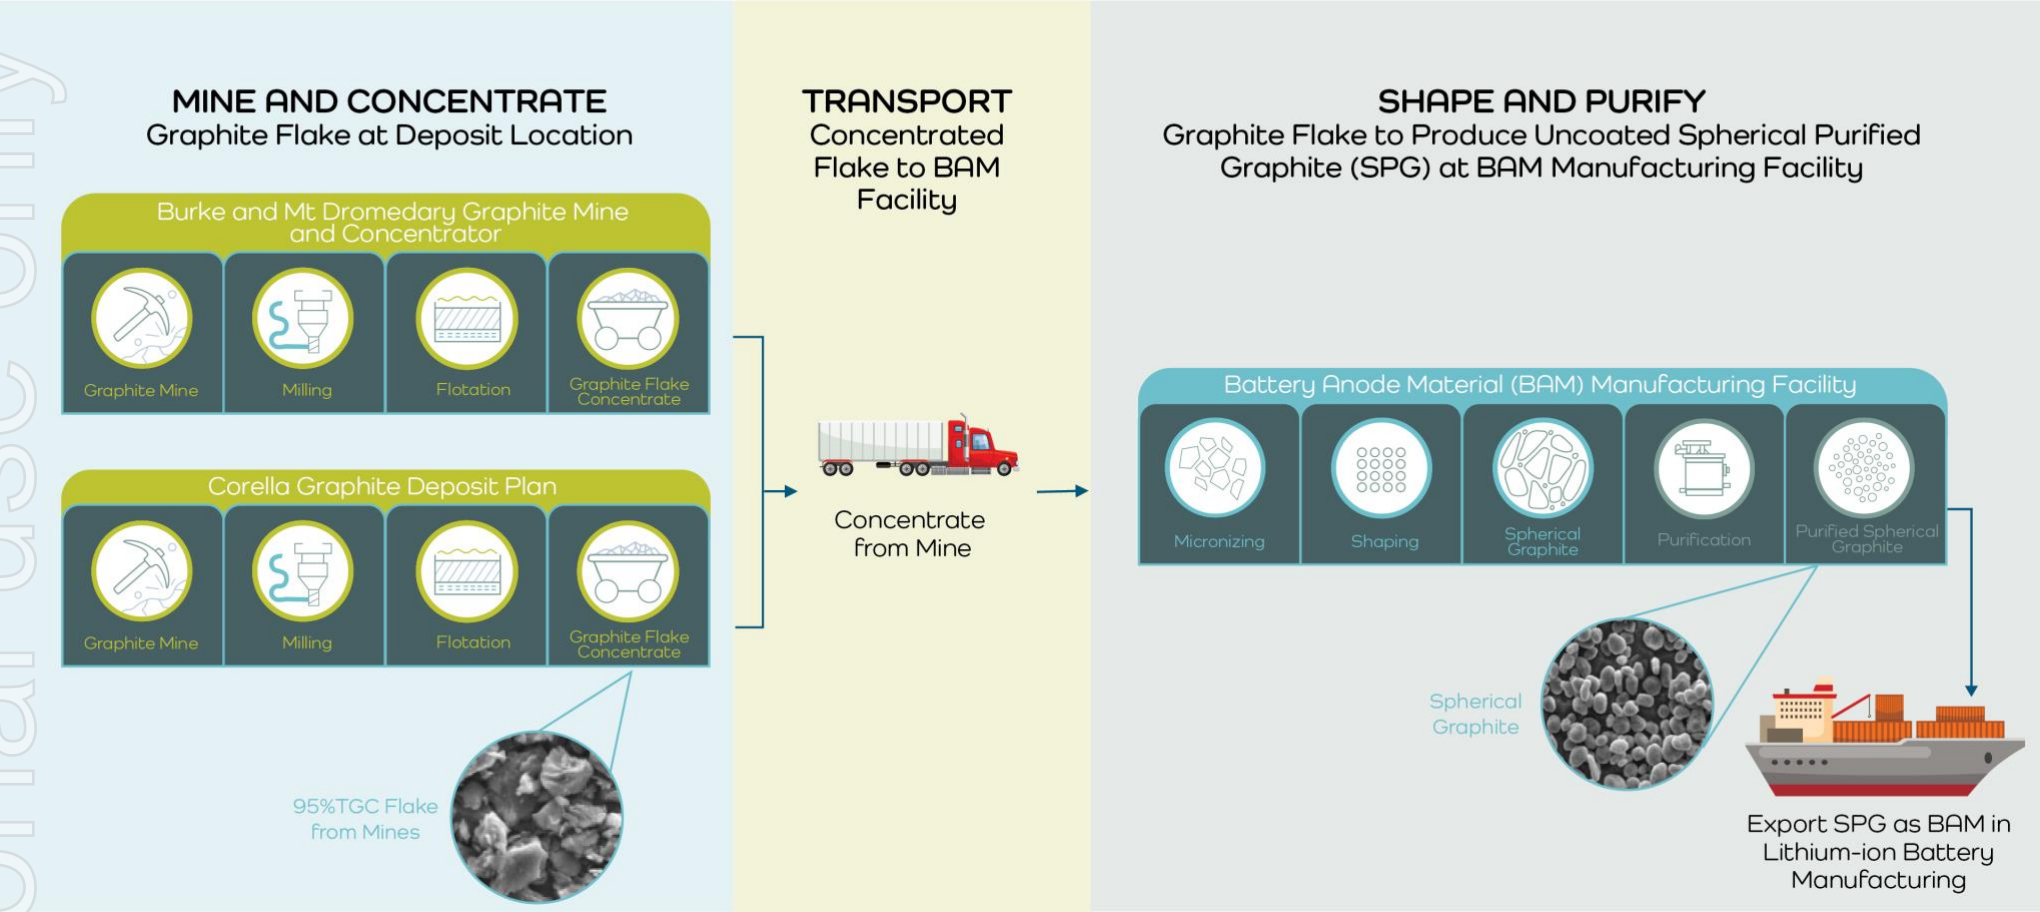 MINE AND CONCENTRATE
Graphite Flake at Deposit Location
Burke and Mt Dromedary Graphite Mine
and Concentrator
Graphite Mine
Milling
Flotation
Graphite Flake
Concentrate
Corella Graphite Deposit Plan
Graphite Mine
Milling
Flotation
Graphite Flake
Concentrate
95%TGC Flake
from Mines
TRANSPORT
Concentrated
Flake to BAM
Facility
Concentrate
from Mine
SHAPE AND PURIFY
Graphite Flake to Produce Uncoated Spherical Purified
Graphite (SPG) at BAM Manufacturing Facility
Battery Anode Material (BAM) Manufacturing Facility
Micronizing
Shaping
Spherical
Graphite
Purification
Purified Spherical
Graphite
Spherical
Graphite
Export SPG as BAM in
Lithium-ion Battery
Manufacturing